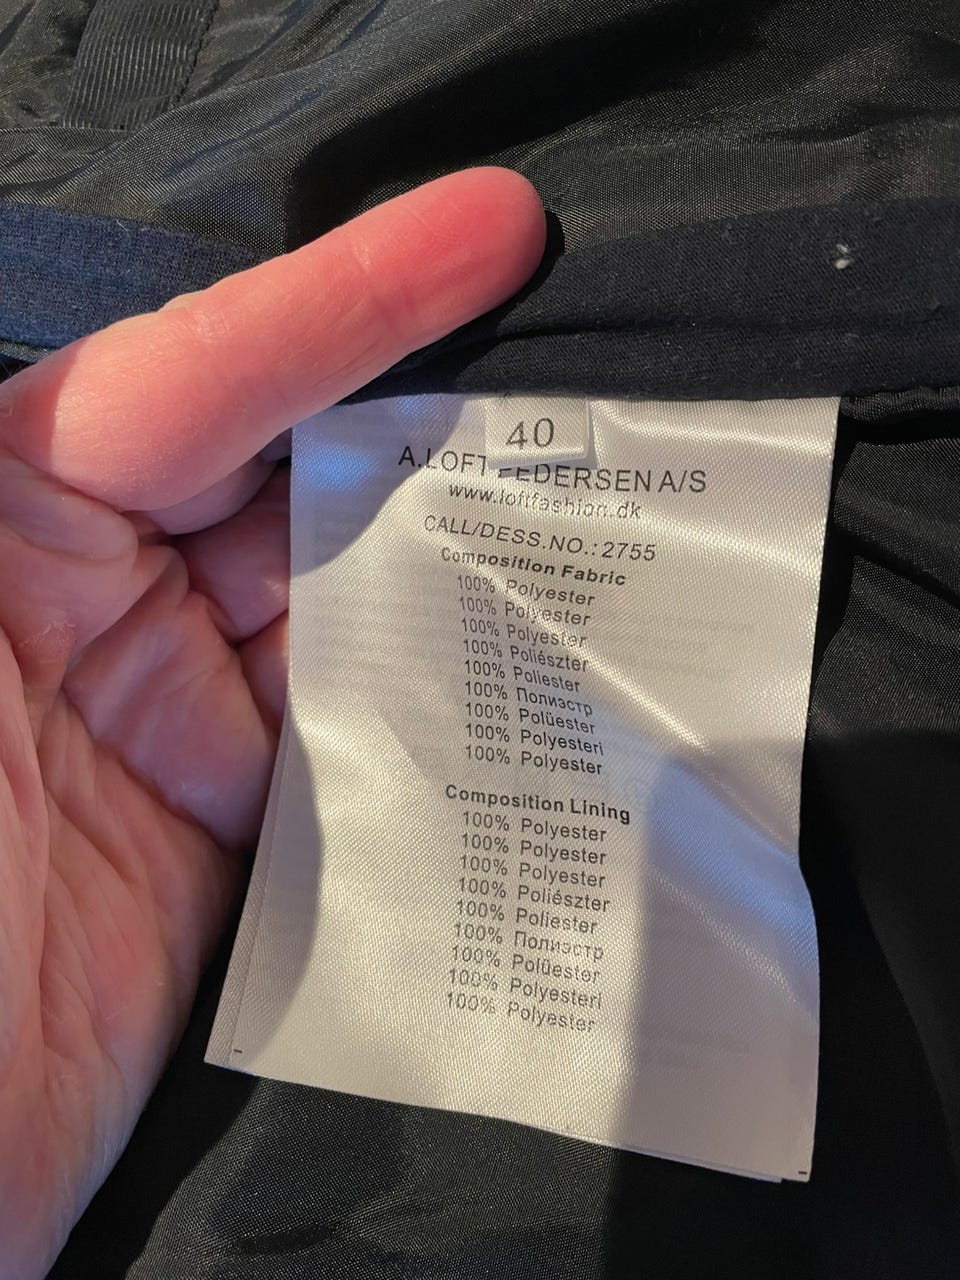 40
A.LOFT PEDERSEN A/S
www.loftfashion.dk
CALL/DESS.NO.:2755
Composition Fabric
100% Polyester
100% Polyester
100% Polyester
100% Poliészter
100% Poliester
100% Полиэстр
100% Polüester
100% Polyesteri
100% Polyester
Composition Lining
100% Polyester
100% Polyester
100% Polyester
100% Poliészter
100% Poliester
100% Полиэстр
100% Polüester
100% Polyesteri
100% Polyester